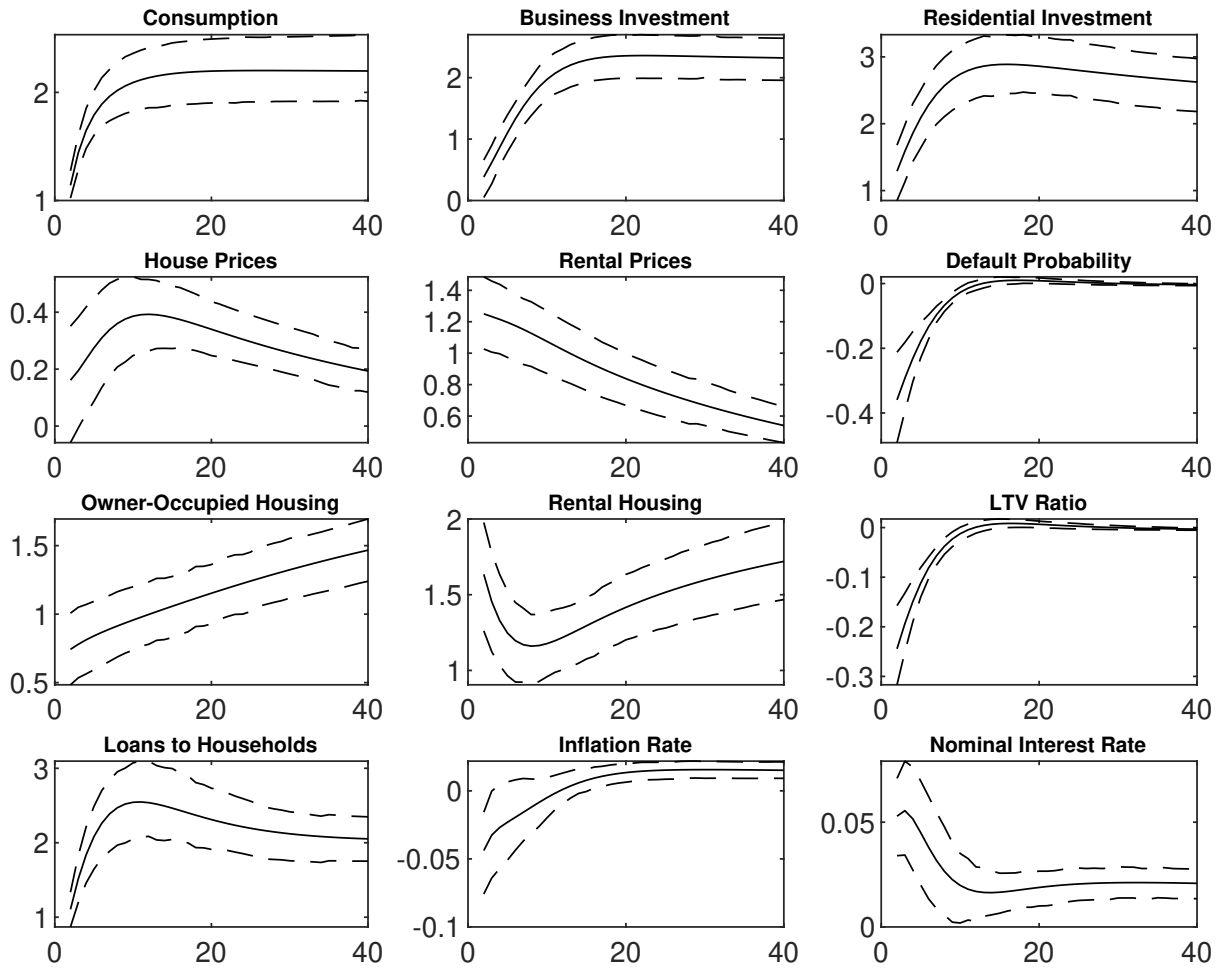 Consumption
2
1
0 20 40
Business Investment
2
1
0
0 20 40
Residential Investment
3
2
1
0 20 40
House Prices
0.4
0.2
0
0 20 40
Rental Prices
1.4
1.2
1
0.8
0.6
0 20 40
Default Probability
0
-0.2
-0.4
0 20 40
Owner-Occupied Housing
1.5
1
0.5
0 20 40
Rental Housing
2
1.5
1
0 20 40
LTV Ratio
0
-0.1
-0.2
-0.3
0 20 40
Loans to Households
3
2
1
0 20 40
Inflation Rate
0
-0.05
-0.1
0 20 40
Nominal Interest Rate
0.05
0
0 20 40